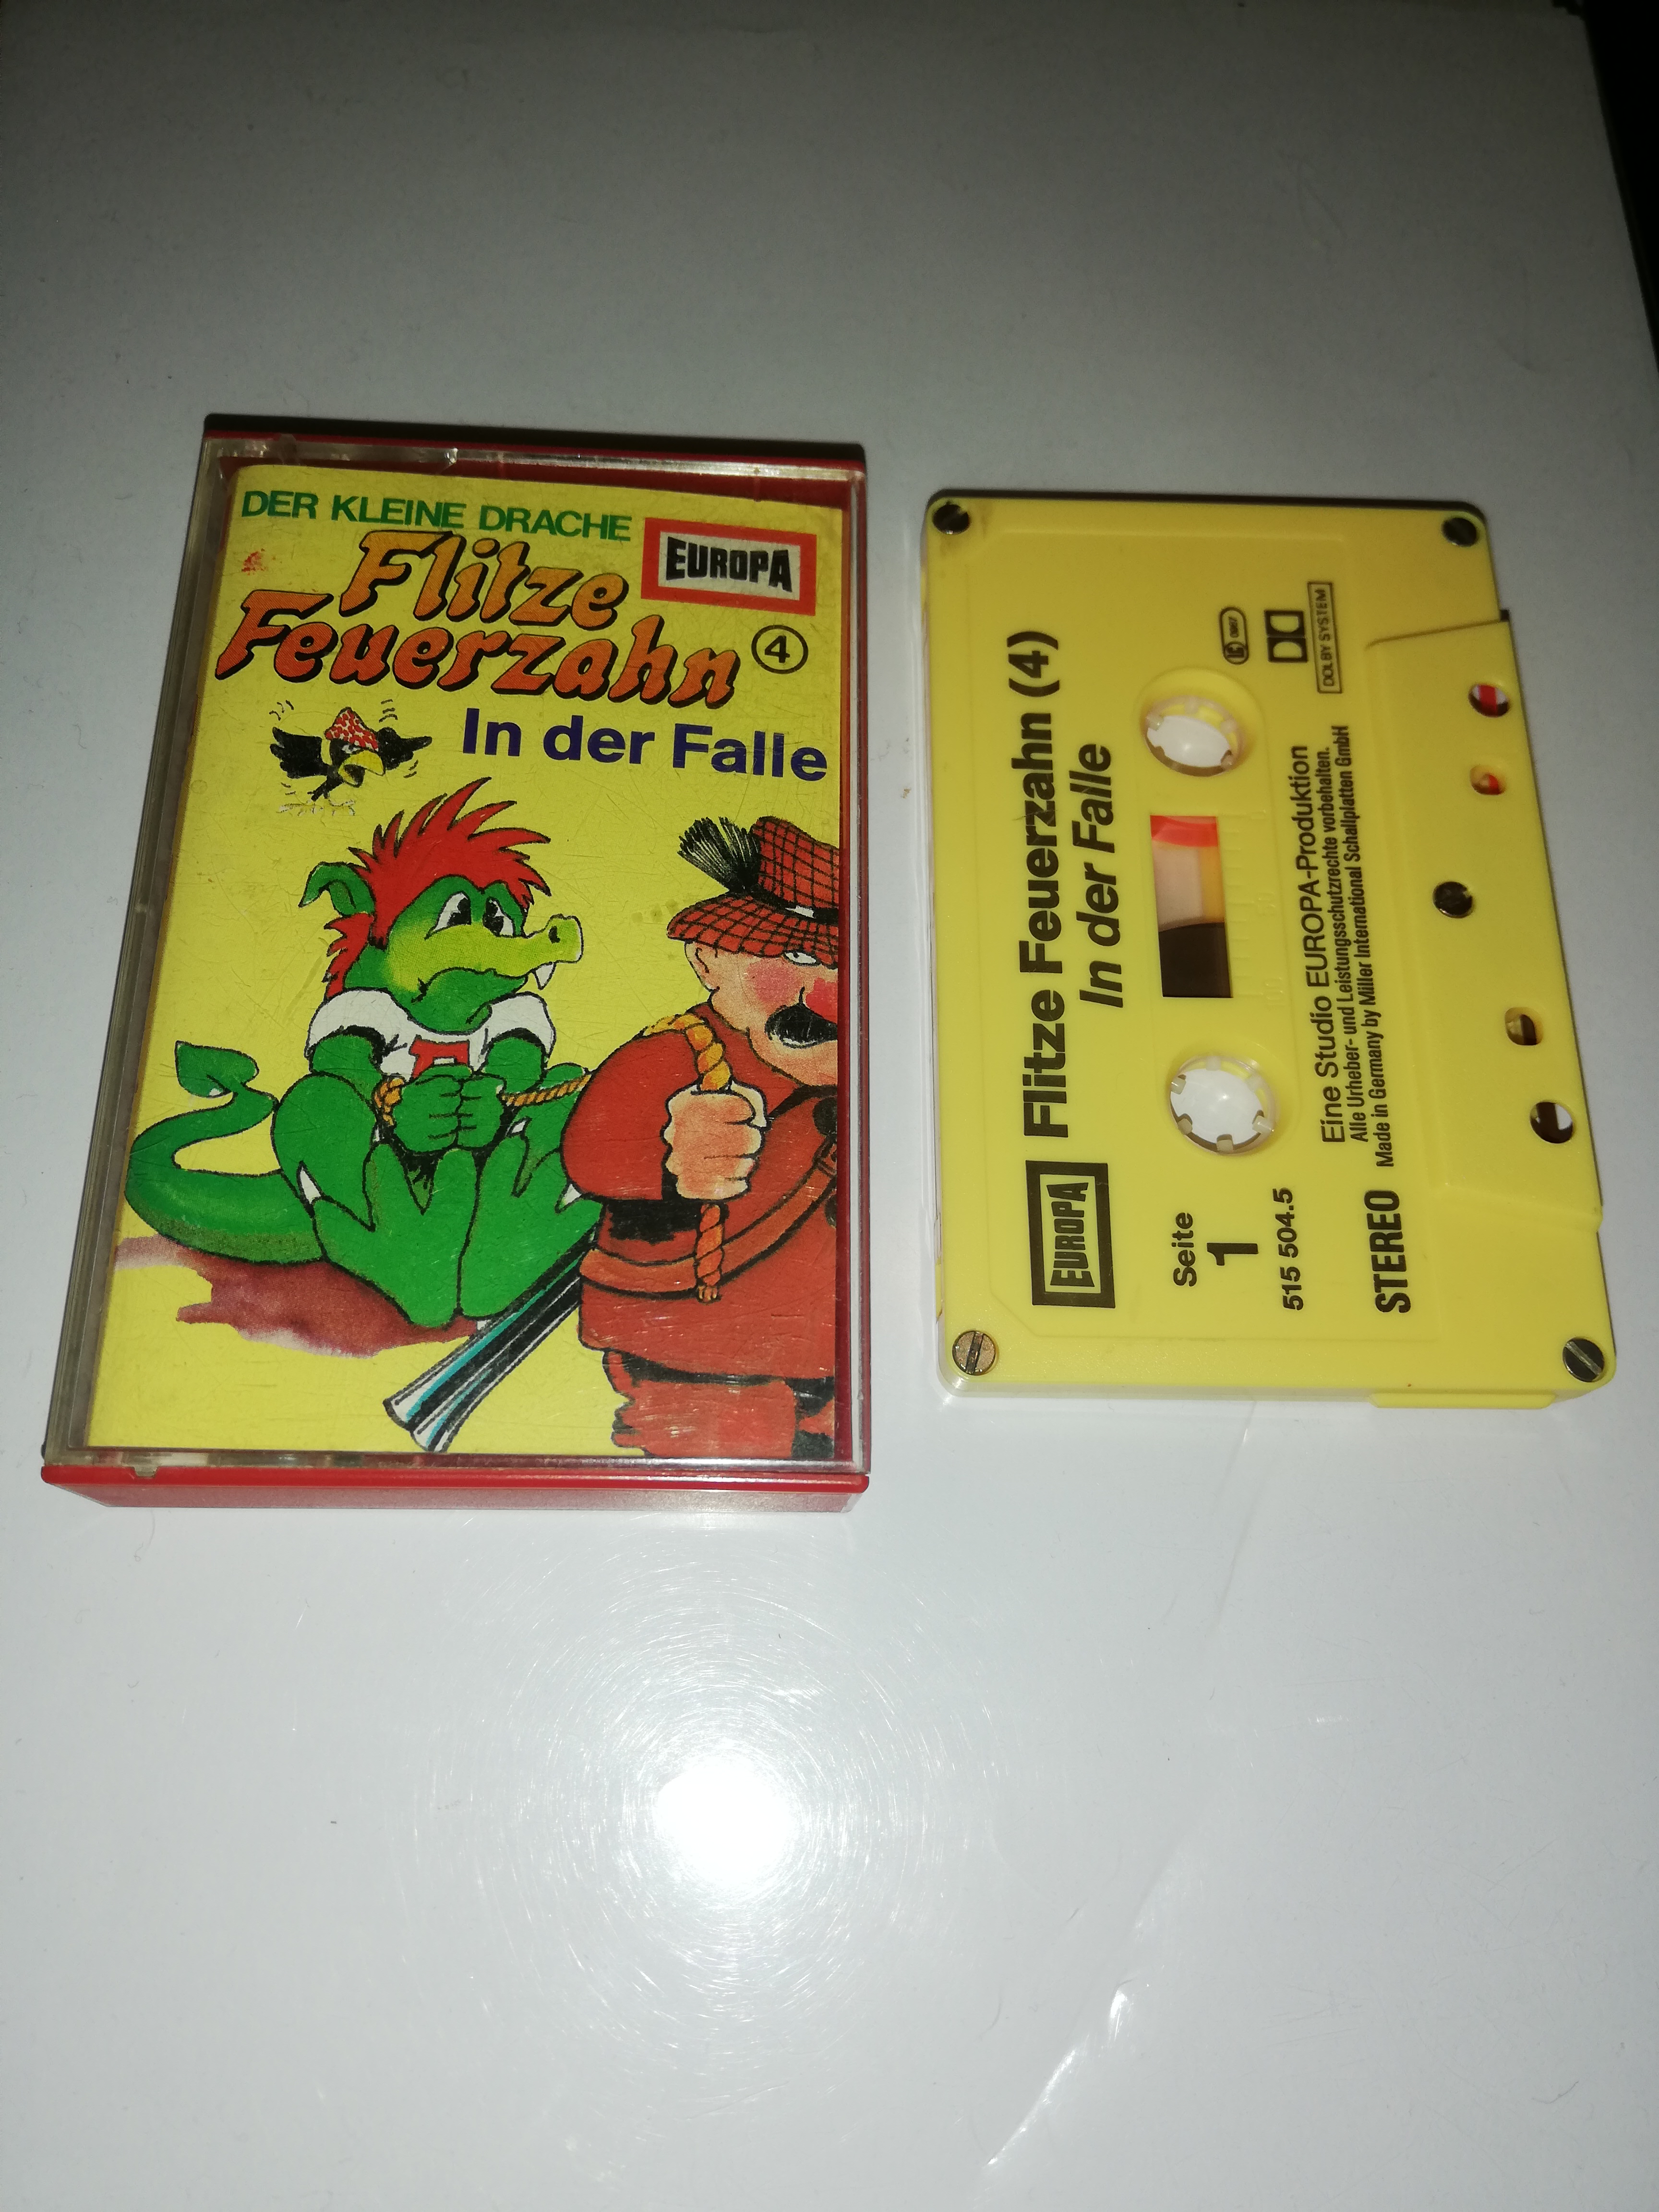 DER KLEINE DRACHE
EUROPA
Flitze
Feuerzahn 4
In der Falle
F
EUROPA Flitze Feuerzahn (4)
In der Falle
Seite
1
515 504.5
DOLBY SYSTEM
Eine Studio EUROPA-Produktion
Alle Urheber- und Leistungsschutzrechte vorbehalten.
STEREO Made in Germany by Miller International Schallplatten GmbH